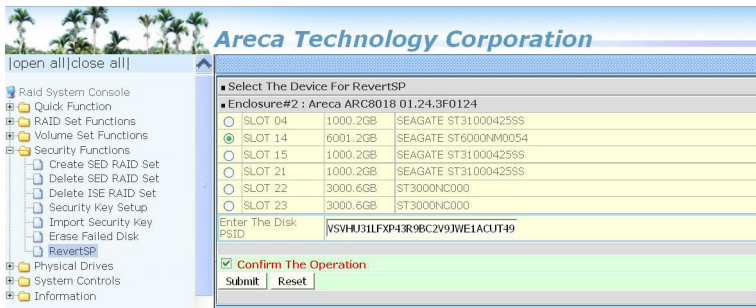 Areca Technology Corporation
|open all|close all|
Raid System Console
Quick Function
RAID Set Functions
Volume Set Functions
Security Functions
Create SED RAID Set
Delete SED RAID Set
Delete ISE RAID Set
Security Key Setup
Import Security Key
Erase Failed Disk
RevertSP
Physical Drives
System Controls
Information
Select The Device For RevertSP
Enclosure#2 : Areca ARC8018 01.24.3F0124
SLOT 04 1000.2GB SEAGATE ST31000425SS
SLOT 14 6001.2GB SEAGATE ST6000NM0054
SLOT 15 1000.2GB SEAGATE ST31000425SS
SLOT 21 1000.2GB SEAGATE ST31000425SS
SLOT 22 3000.6GB ST3000NC000
SLOT 23 3000.6GB ST3000NC000
Enter The Disk
PSID
VSVHU31LFXP43R9BC2V9JWE1ACUT49
Confirm The Operation
Submit Reset